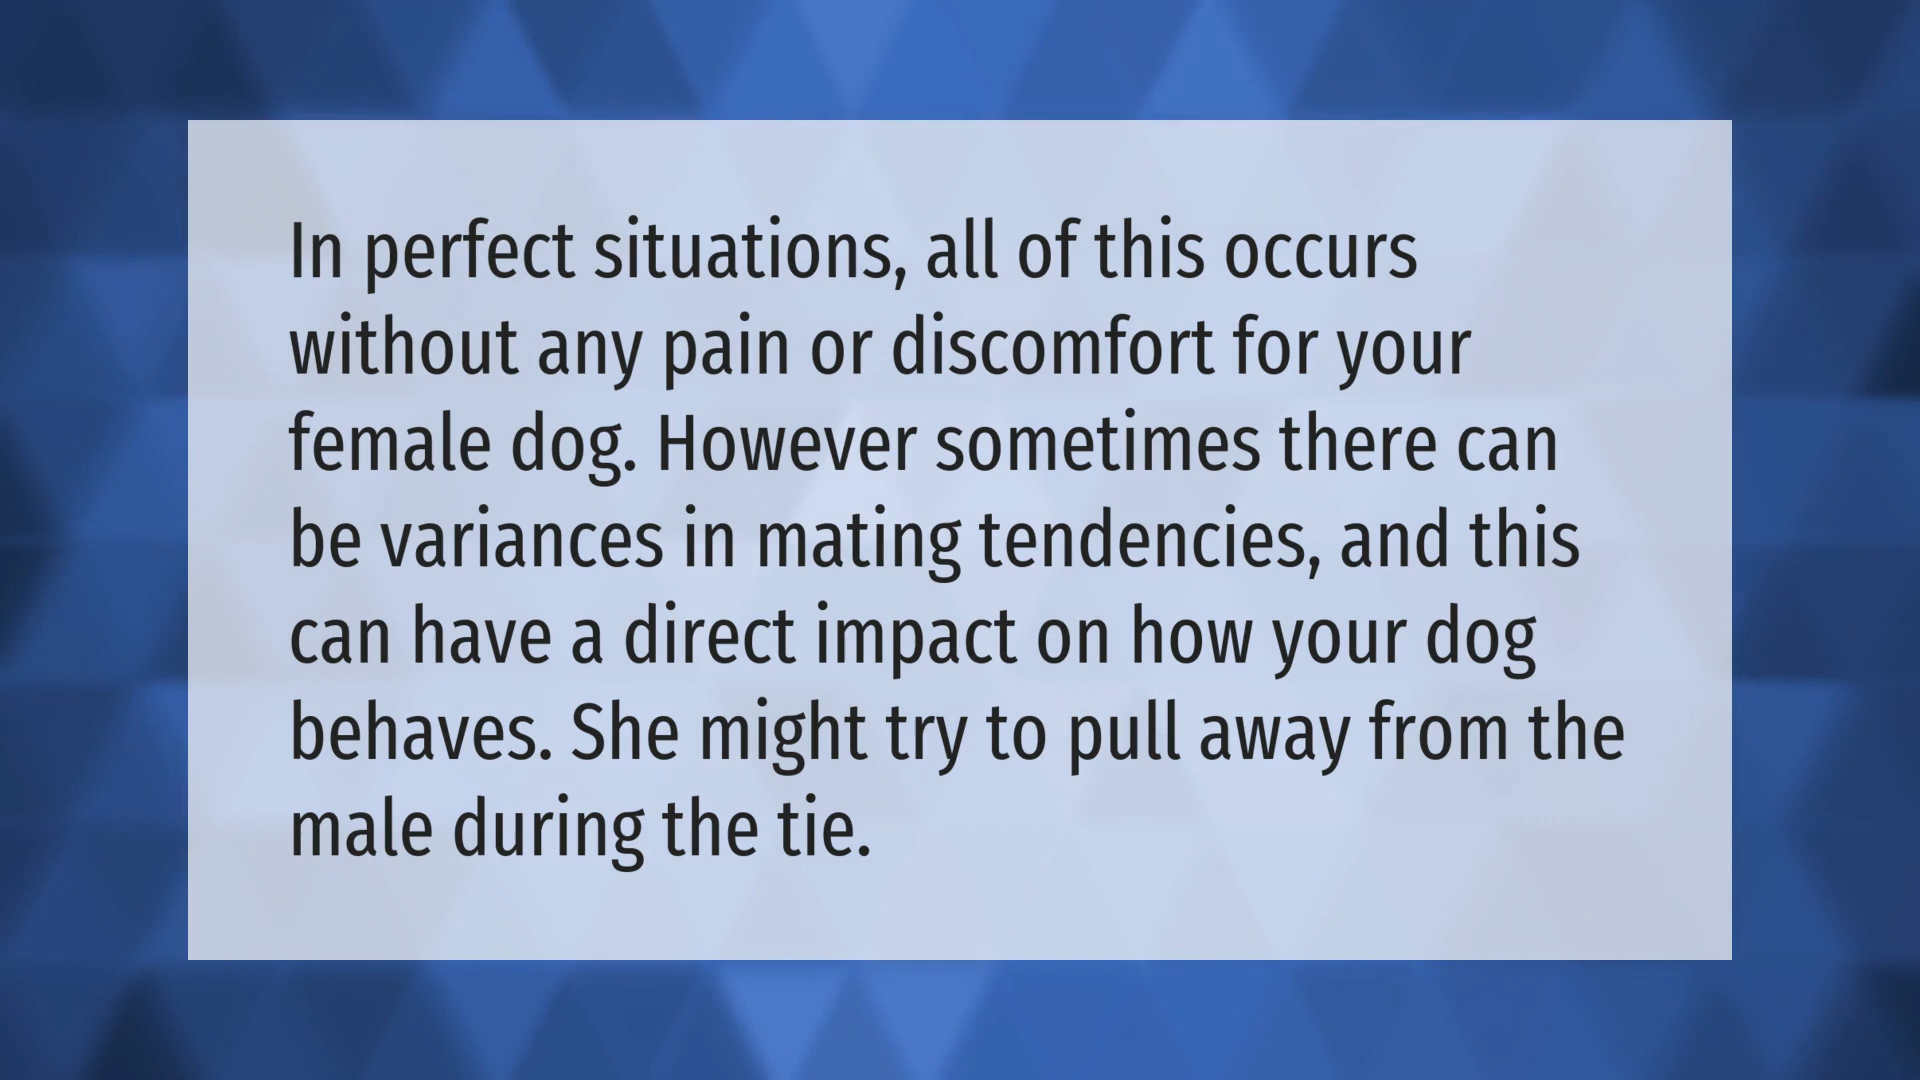 In perfect situations, all of this occurs
without any pain or discomfort for your
female dog. However sometimes there can
be variances in mating tendencies, and this
can have a direct impact on how your dog
behaves. She might try to pull away from the
male during the tie.